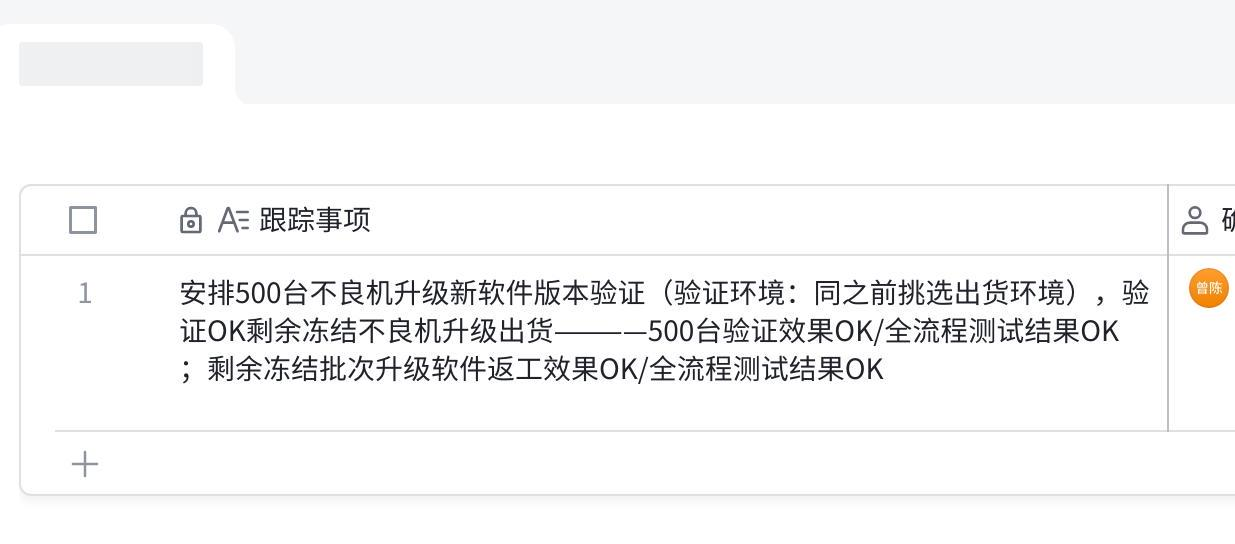 跟踪事项
1
安排500台不良机升级新软件版本验证（验证环境：同之前挑选出货环境），验
证OK剩余冻结不良机升级出货————500台验证效果OK/全流程测试结果OK
；剩余冻结批次升级软件返工效果OK/全流程测试结果OK
曾陈